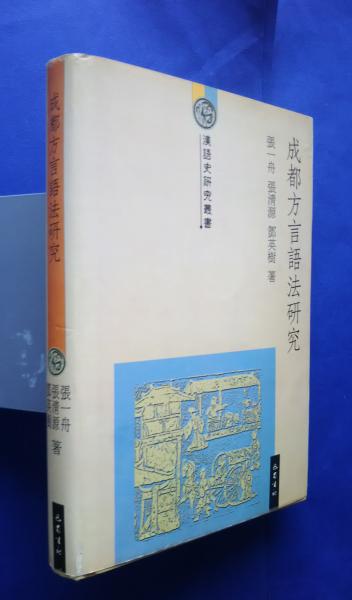 成都方言語法研究
張一舟
張清源
鄧英樹
著
巴蜀書社
漢語史研究叢書
成都方言語法研究
張一舟 張清源 鄧英樹 著
巴蜀書社